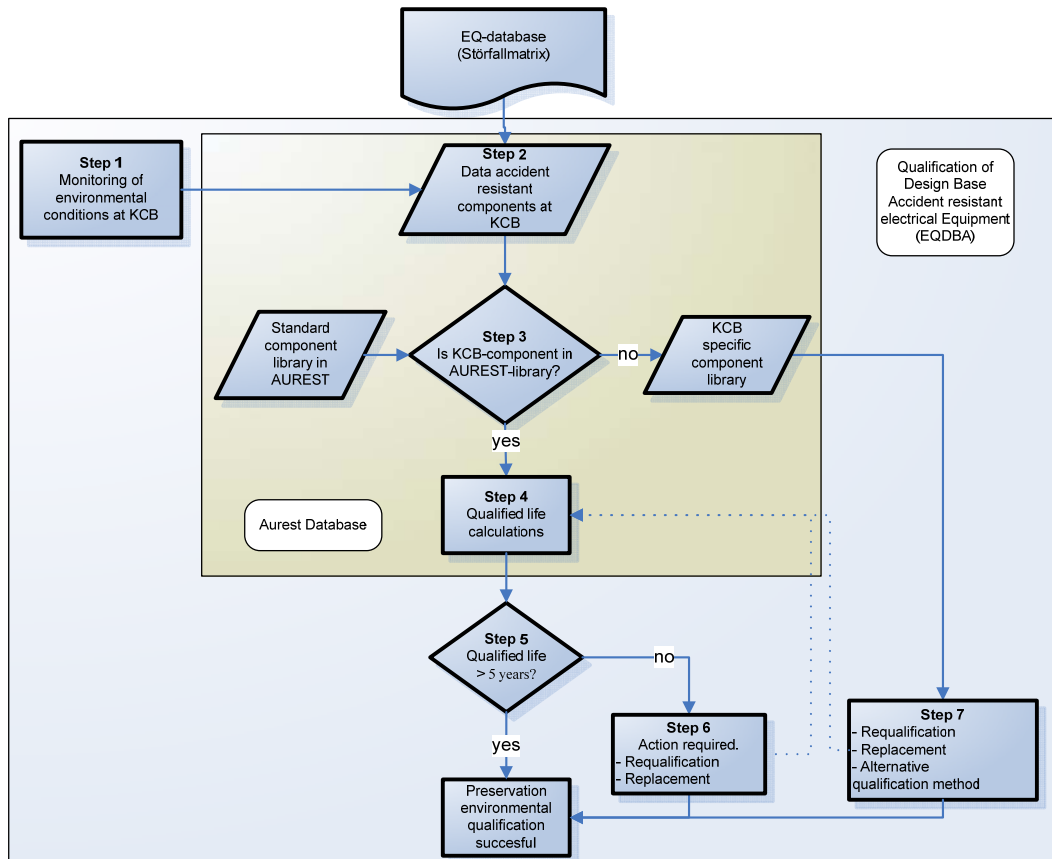 EQ-database
(Störfallmatrix)
Step 1
Monitoring of
environmental
conditions at KCB
Step 2
Data accident
resistant
components at
KCB
Qualification of
Design Base
Accident resistant
electrical Equipment
(EQDBA)
Standard
component
library in
AUREST
Step 3
Is KCB-component in
AUREST-library?
no
KCB
specific
component
library
yes
Step 4
Qualified life
calculations
Aurest Database
Step 5
Qualified life
> 5 years?
no
yes
Step 6
Action required.
- Requalification
- Replacement
Step 7
- Requalification
- Replacement
- Alternative
qualification method
Preservation
environmental
qualification
succesful